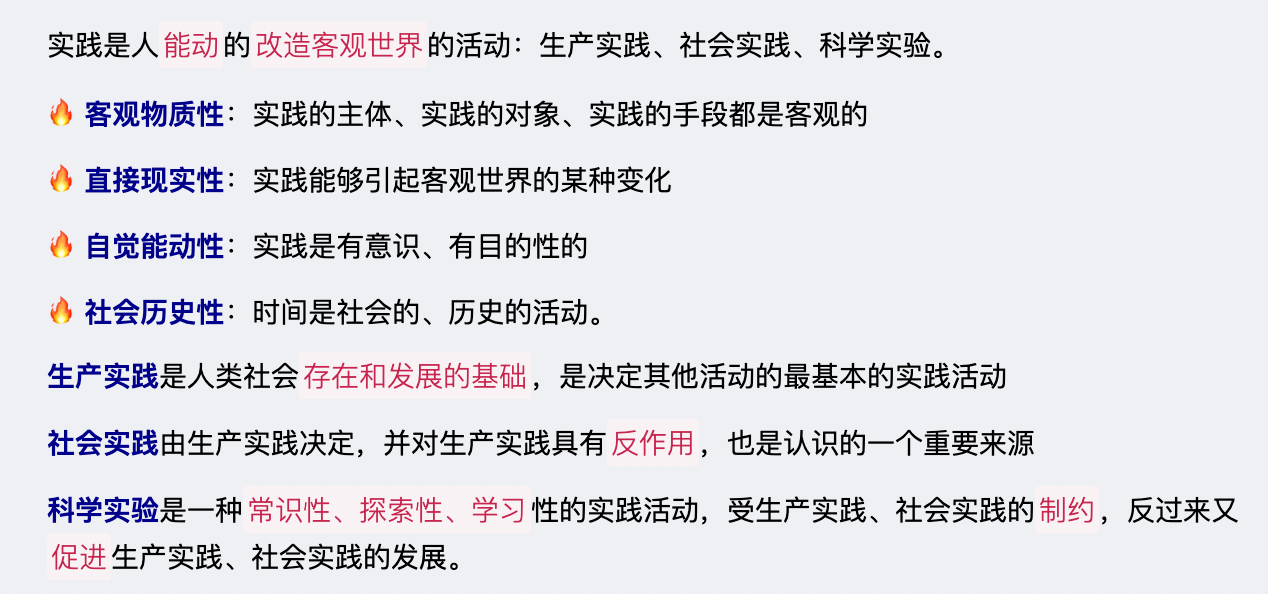 实践是人能动的改造客观世界的活动：生产实践、社会实践、科学实验。
🔥 客观物质性：实践的主体、实践的对象、实践的手段都是客观的
🔥 直接现实性：实践能够引起客观世界的某种变化
🔥 自觉能动性：实践是有意识、有目的性的
🔥 社会历史性：时间是社会的、历史的活动。
生产实践是人类社会存在和发展的基础，是决定其他活动的最基本的实践活动
社会实践由生产实践决定，并对生产实践具有反作用，也是认识的一个重要来源
科学实验是一种常识性、探索性、学习性的实践活动，受生产实践、社会实践的制约，反过来又
促进生产实践、社会实践的发展。